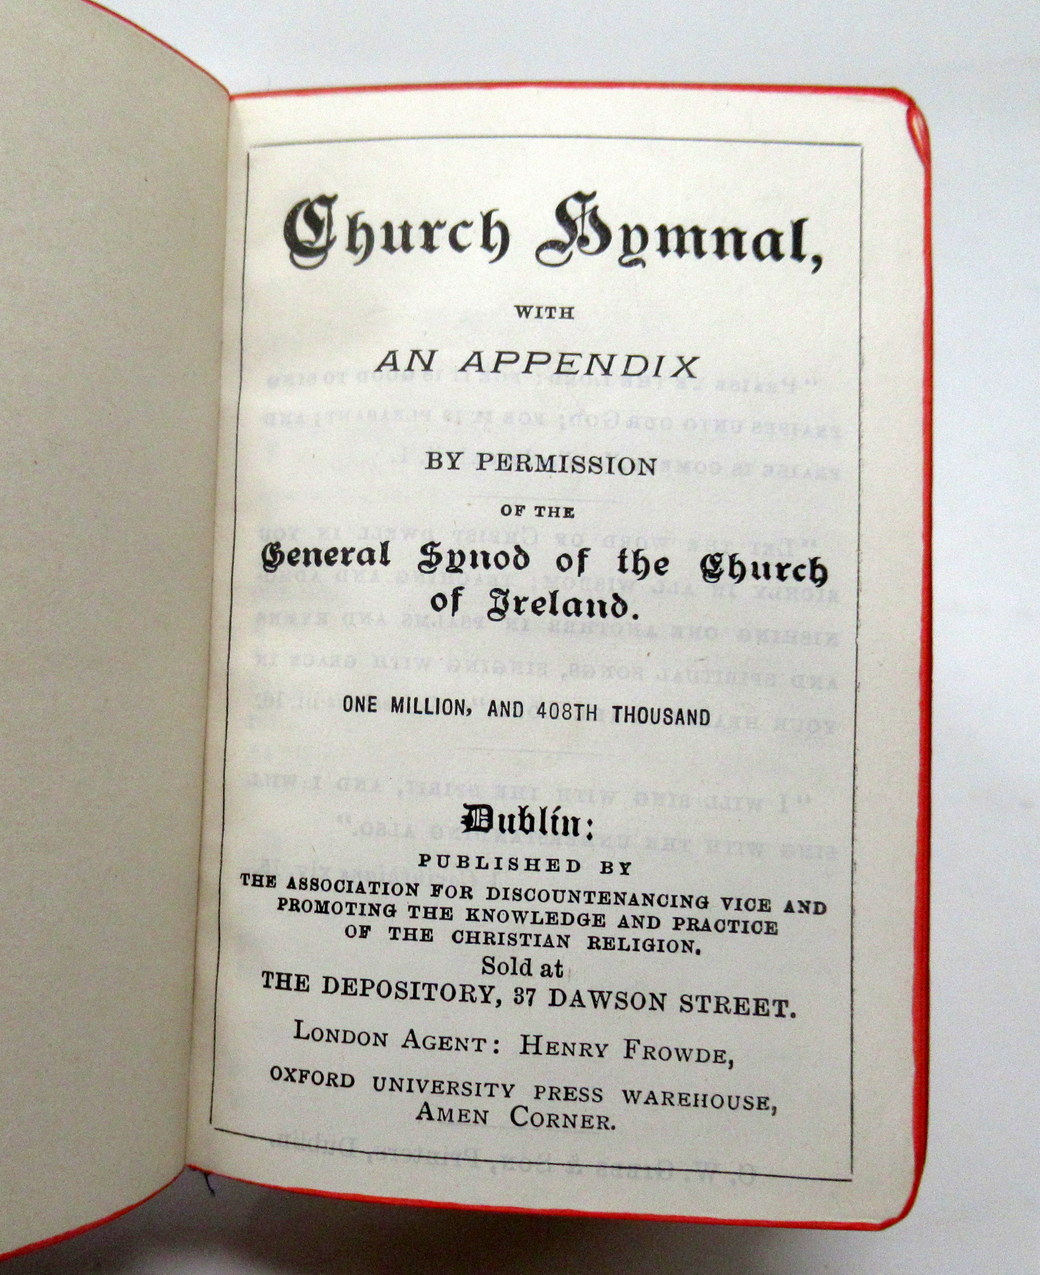 Church Hymnal,
WITH
AN APPENDIX
BY PERMISSION
OF THE
General Synod of the Church
of Ireland.
ONE MILLION, AND 408TH THOUSAND
Dublin:
PUBLISHED BY
THE ASSOCIATION FOR DISCOUNTENANCING VICE AND
PROMOTING THE KNOWLEDGE AND PRACTICE
OF THE CHRISTIAN RELIGION.
Sold at
THE DEPOSITORY, 37 DAWSON STREET.
LONDON AGENT: HENRY FROWDE,
OXFORD UNIVERSITY PRESS WAREHOUSE,
AMEN CORNER.